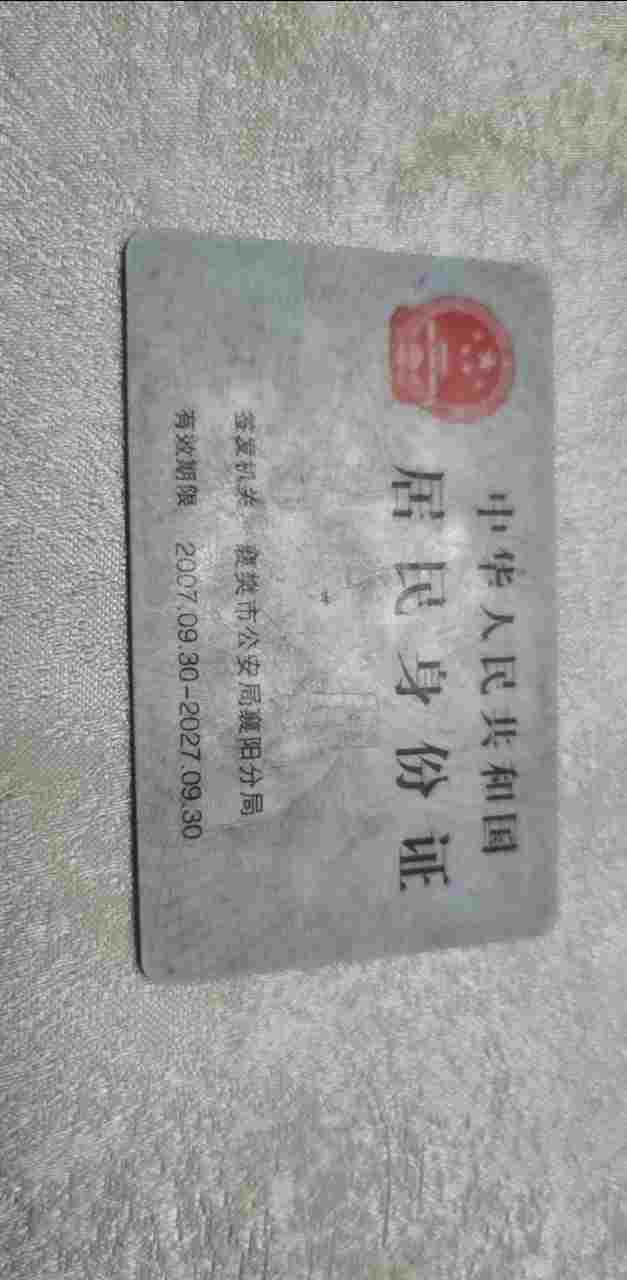 中华人民共和国
居民身份证
签发机关 襄樊市公安局襄阳分局
有效期限 2007.09.30-2027.09.30